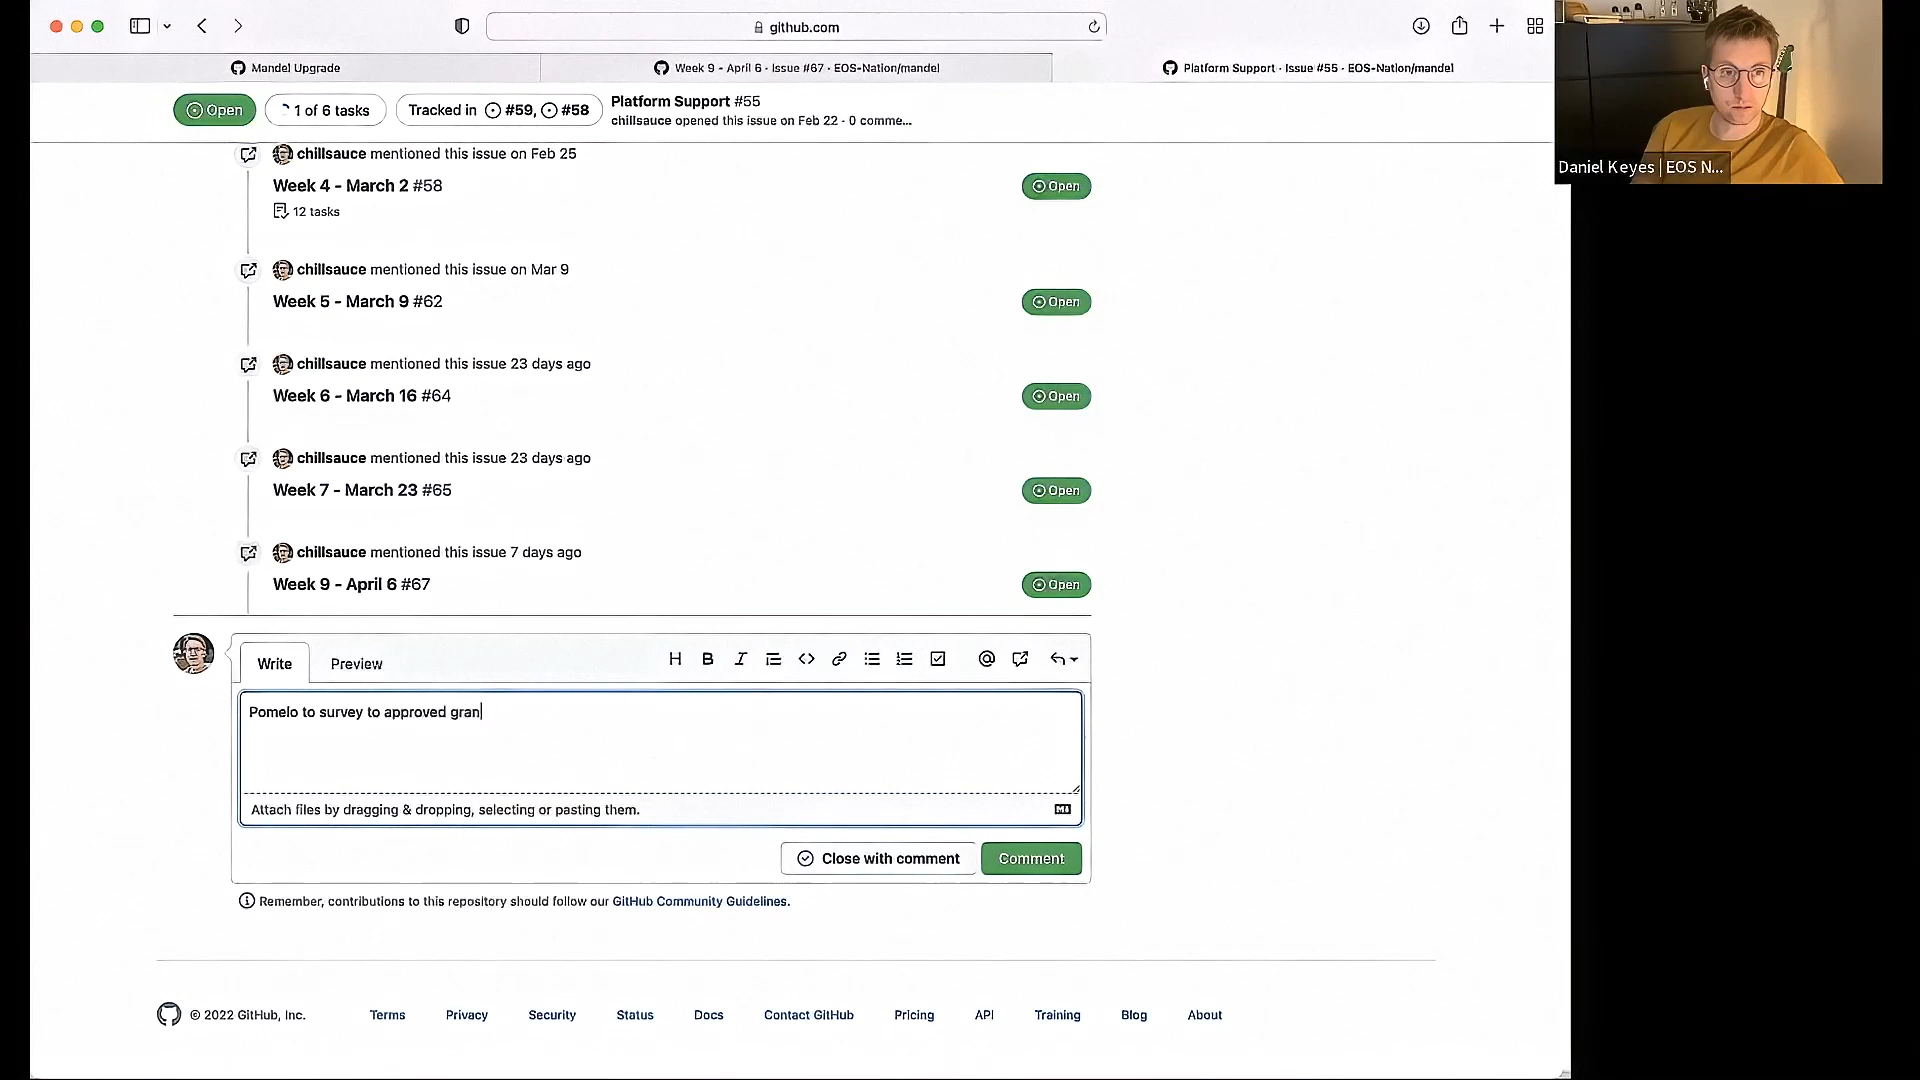 github.com
Mandel Upgrade
Week 9 - April 6 · Issue #67 · EOS-Nation/mandel
Platform Support · Issue #55 · EOS-Nation/mandel
Open
1 of 6 tasks
Tracked in #59, #58
Platform Support #55
chillsauce opened this issue on Feb 22 · 0 comme...
Daniel Keyes | EOS N...
chillsauce mentioned this issue on Feb 25
Week 4 - March 2 #58
Open
12 tasks
chillsauce mentioned this issue on Mar 9
Week 5 - March 9 #62
Open
chillsauce mentioned this issue 23 days ago
Week 6 - March 16 #64
Open
chillsauce mentioned this issue 23 days ago
Week 7 - March 23 #65
Open
chillsauce mentioned this issue 7 days ago
Week 9 - April 6 #67
Open
Write
Preview
Pomelo to survey to approved gran
Attach files by dragging & dropping, selecting or pasting them.
Close with comment
Comment
Remember, contributions to this repository should follow our GitHub Community Guidelines.
© 2022 GitHub, Inc.
Terms
Privacy
Security
Status
Docs
Contact GitHub
Pricing
API
Training
Blog
About